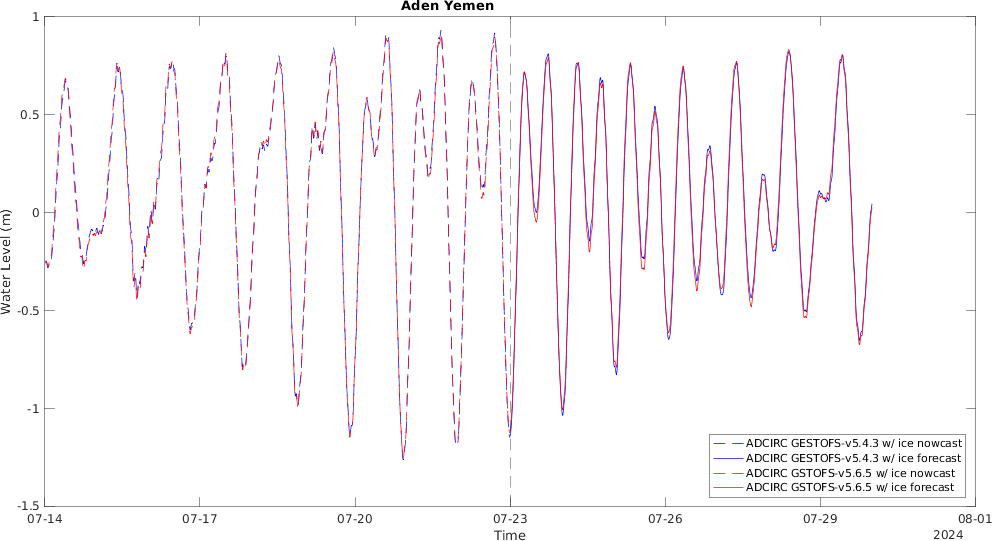 Aden Yemen
1
0.5
0
-0.5
-1
-1.5
Water Level (m)
07-14
07-17
07-20
07-23
07-26
07-29
08-01
Time
2024
ADCIRC GESTOFS-v5.4.3 w/ ice nowcast
ADCIRC GESTOFS-v5.4.3 w/ ice forecast
ADCIRC GSTOFS-v5.6.5 w/ ice nowcast
ADCIRC GSTOFS-v5.6.5 w/ ice forecast